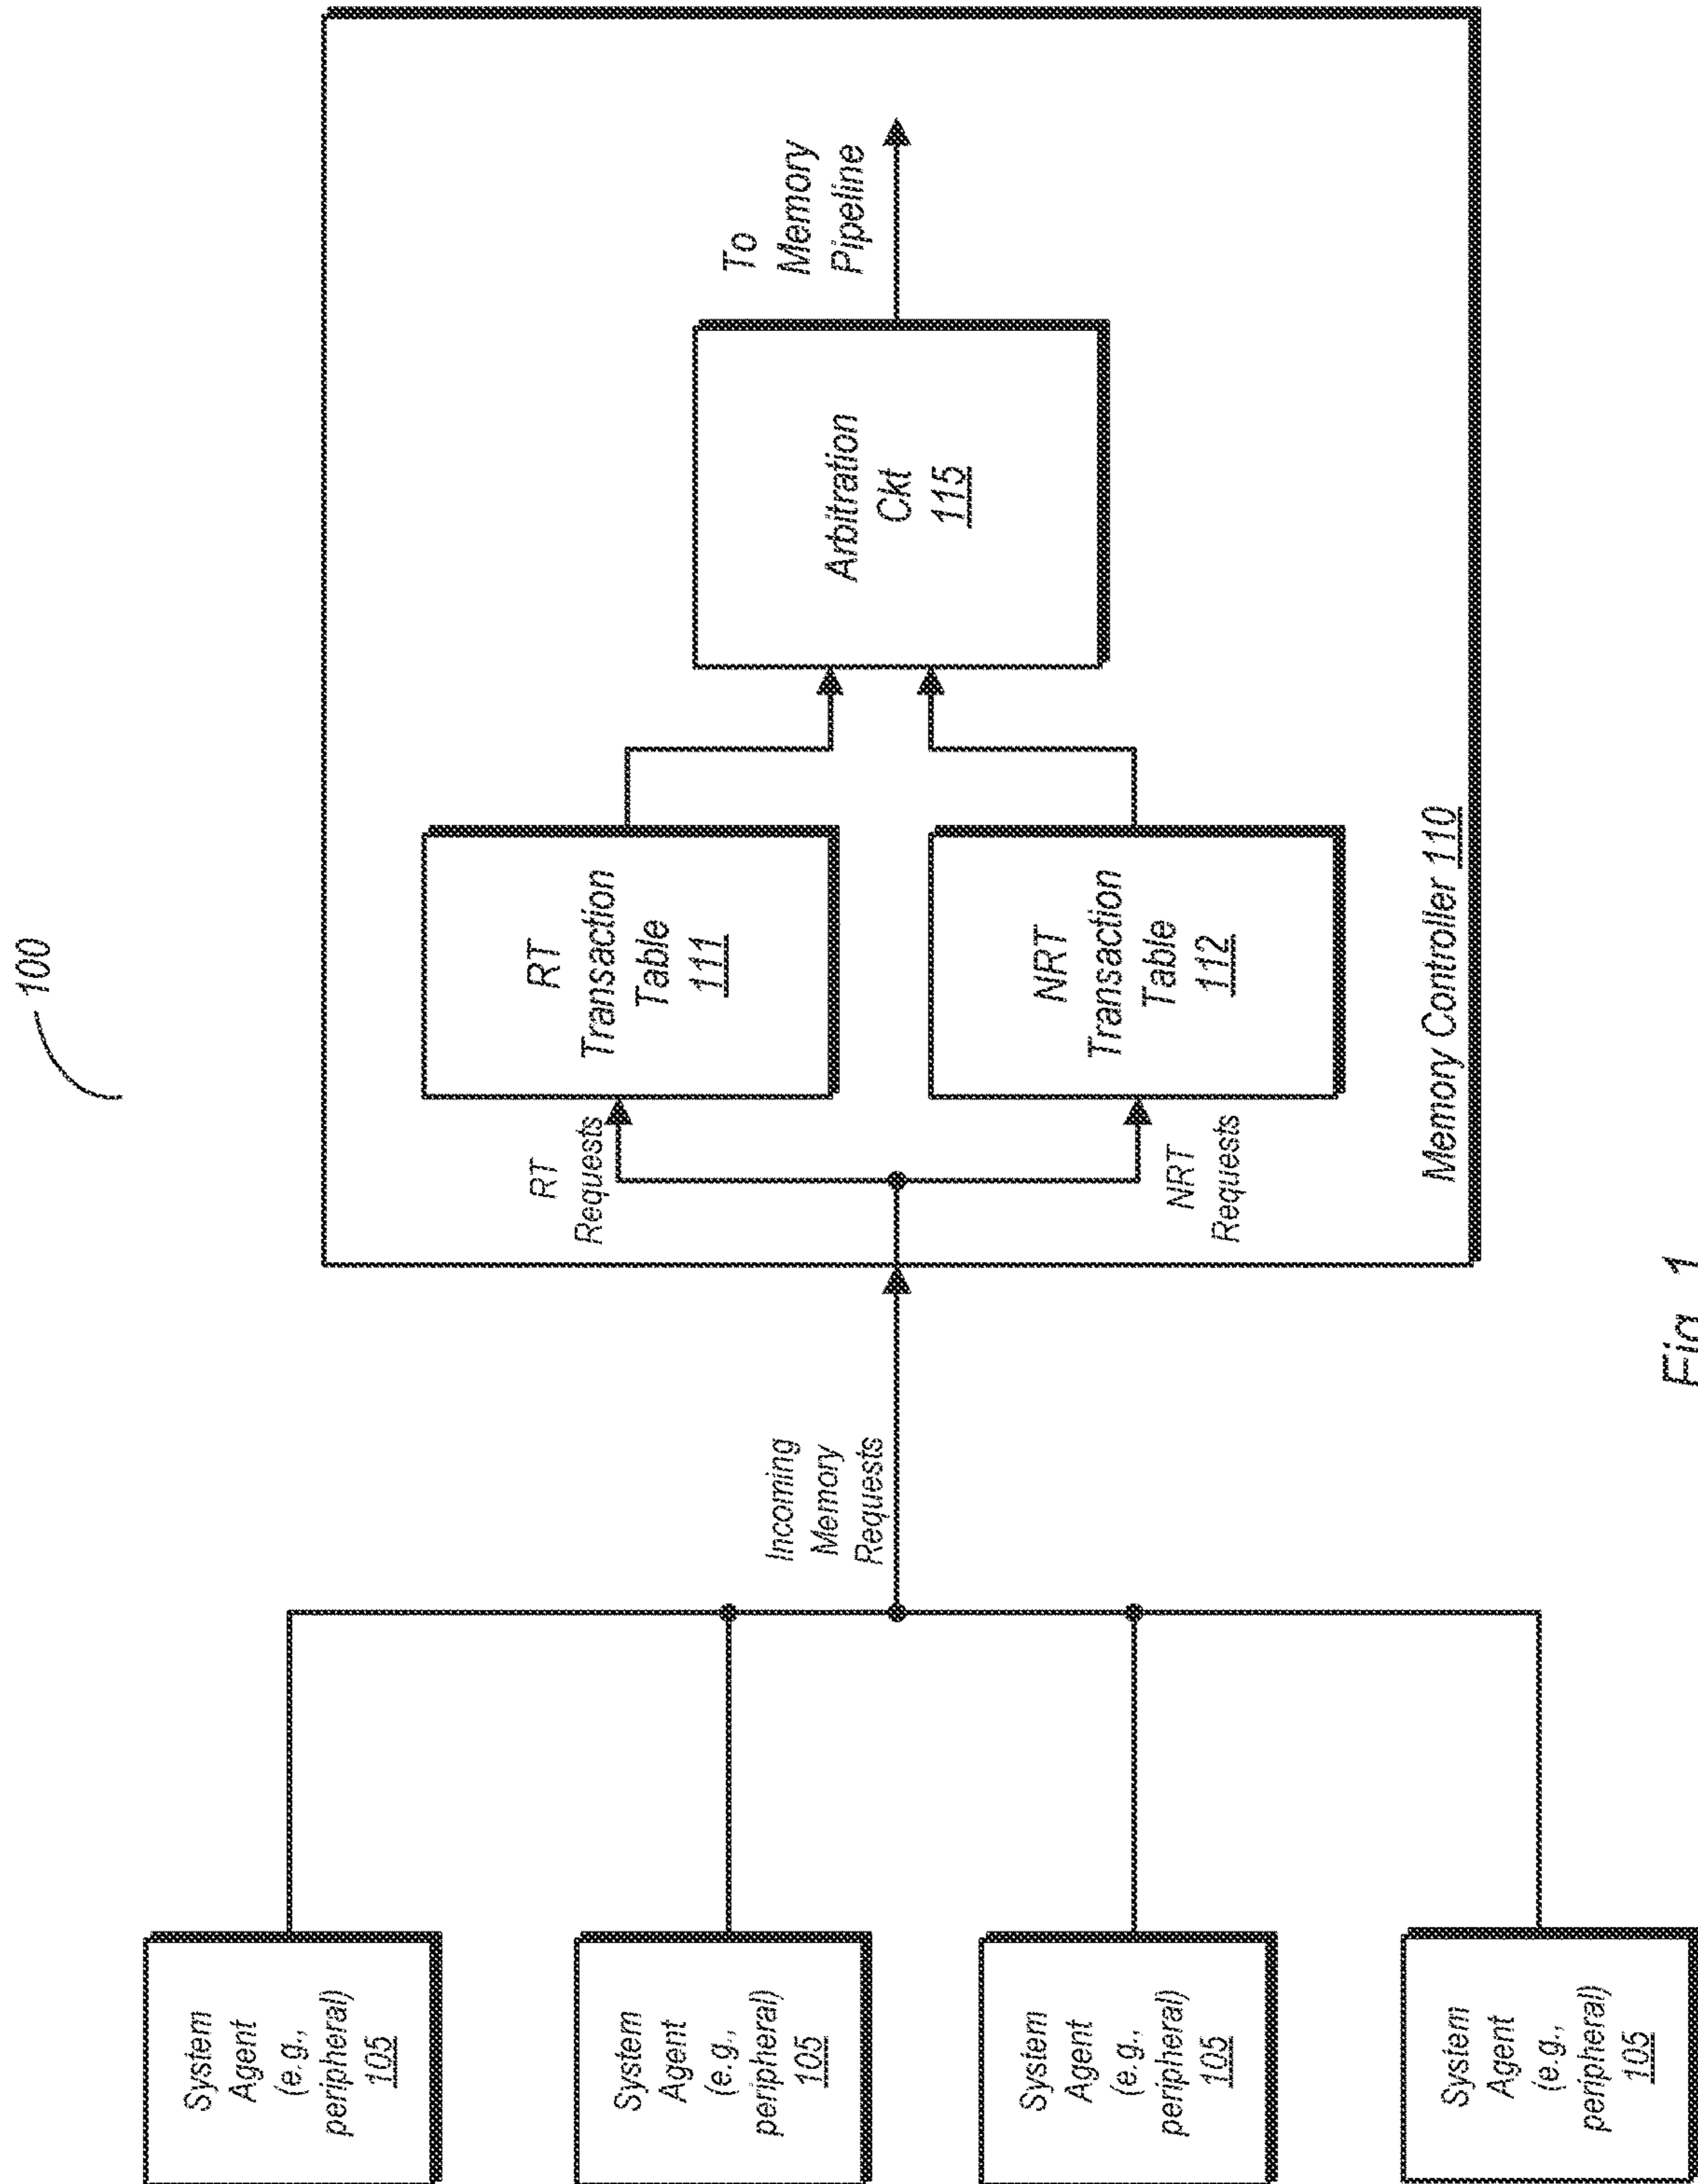 100
System
Agent
(e.g.,
peripheral)
105
System
Agent
(e.g.,
peripheral)
105
System
Agent
(e.g.,
peripheral)
105
System
Agent
(e.g.,
peripheral)
105
Incoming
Memory
Requests
RT
Requests
NRT
Requests
RT
Transaction
Table
111
NRT
Transaction
Table
112
Arbitration
Ckt
115
To
Memory
Pipeline
Memory Controller 110
Fig. 1